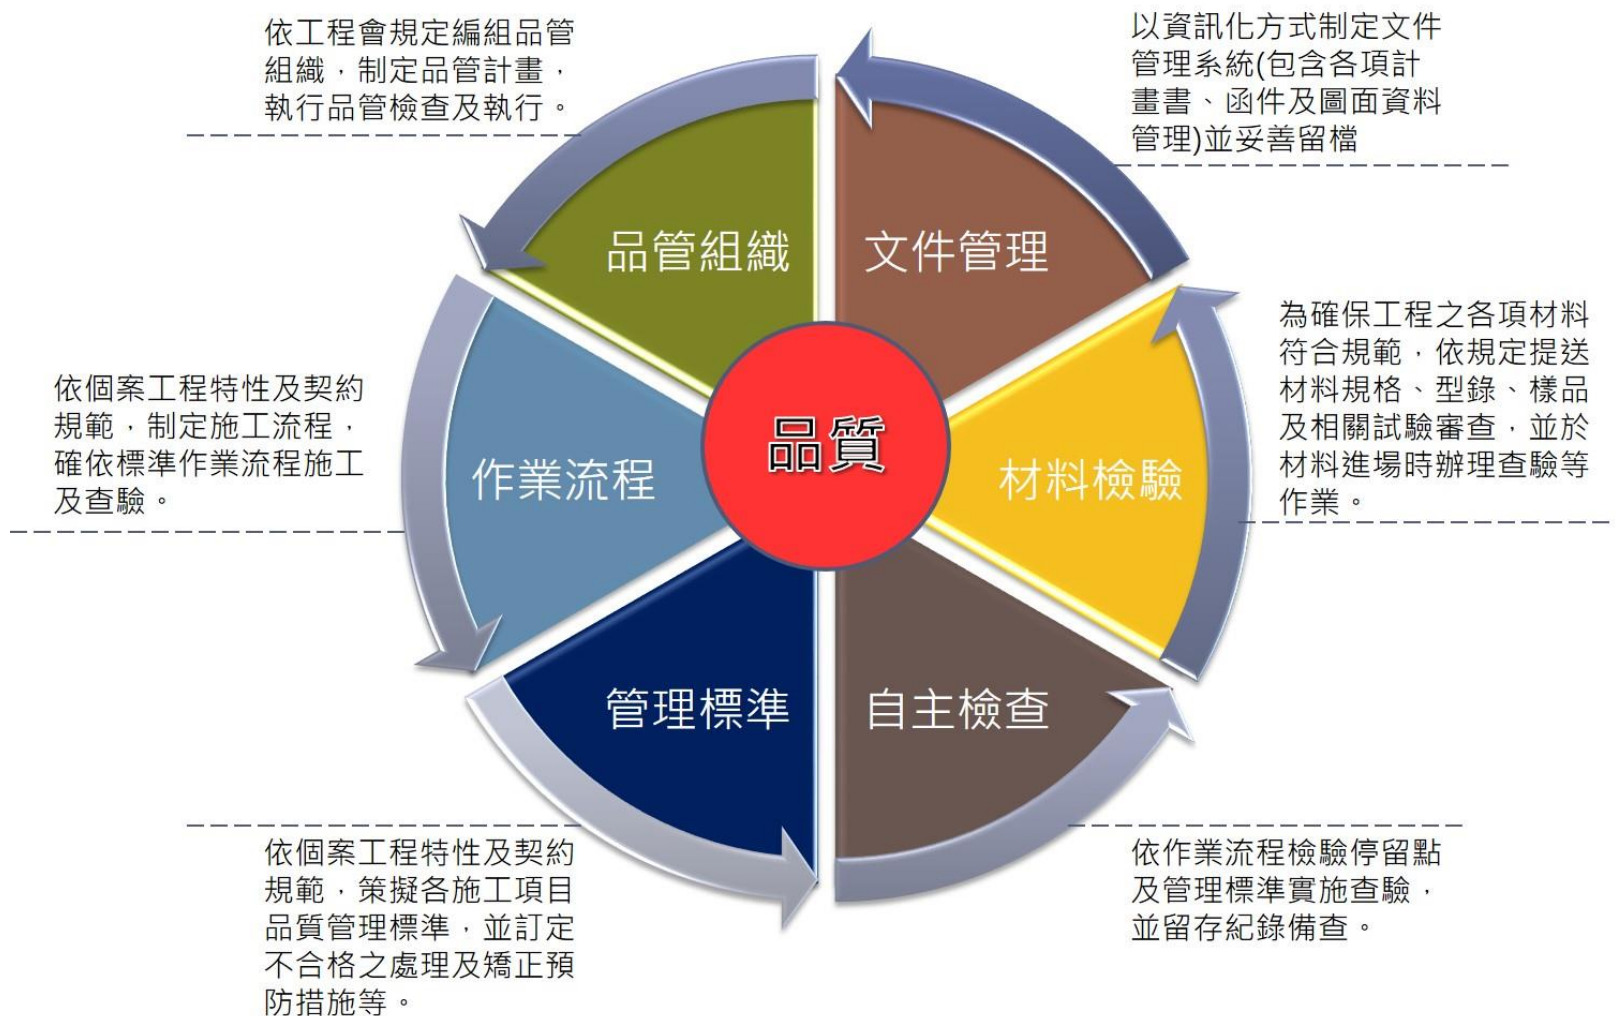 依工程會規定編組品管
組織，制定品管計畫，
執行品管檢查及執行。
以資訊化方式制定文件
管理系統(包含各項計
畫書、函件及圖面資料
管理)並妥善留檔
品管組織
文件管理
依個案工程特性及契約
規範，制定施工流程，
確依標準作業流程施工
及查驗。
作業流程
品質
材料檢驗
為確保工程之各項材料
符合規範，依規定提送
材料規格、型錄、樣品
及相關試驗審查，並於
材料進場時辦理查驗等
作業。
管理標準
自主檢查
依個案工程特性及契約
規範，策擬各施工項目
品質管理標準，並訂定
不合格之處理及矯正預
防措施等。
依作業流程檢驗停留點
及管理標準實施查驗，
並留存紀錄備查。